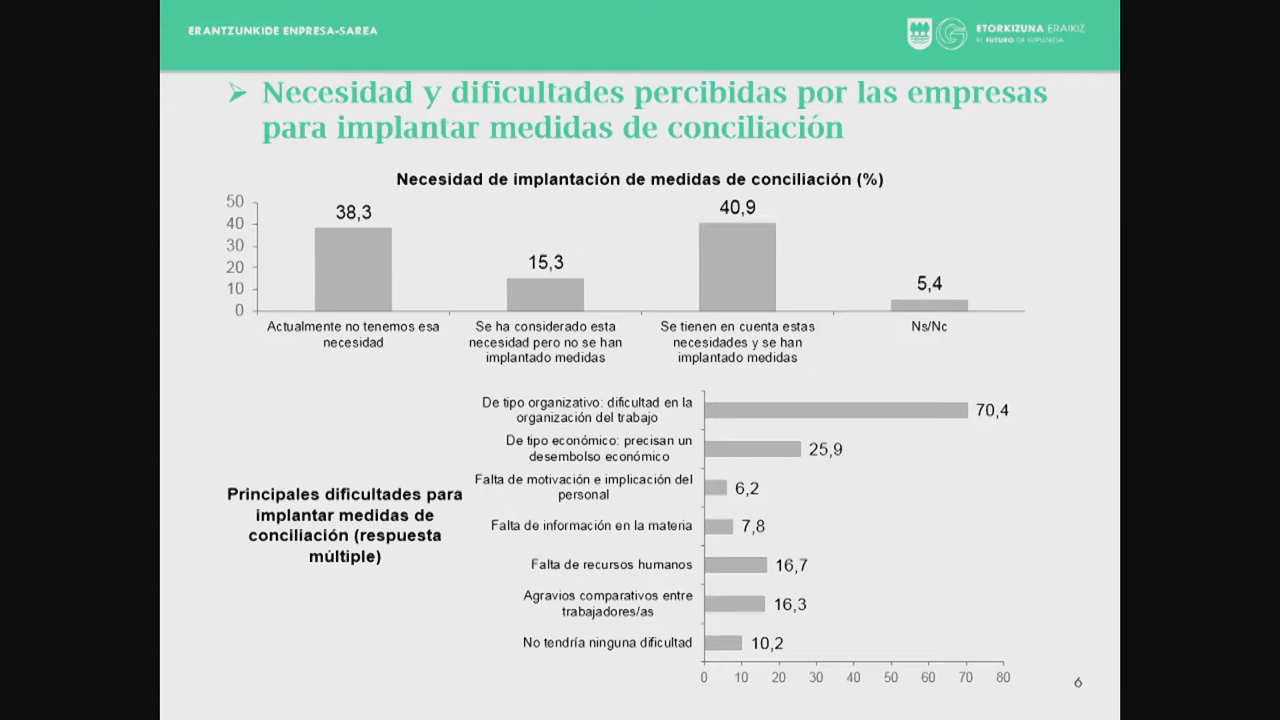 ERANTZUNKIDE ENPRESA-SAREA
ETORKIZUNA ERAIKIZ
EL FUTURO DE GIPUZKOA
➢ Necesidad y dificultades percibidas por las empresas
para implantar medidas de conciliación
Necesidad de implantación de medidas de conciliación (%)
50
40
30
20
10
0
38,3
15,3
40,9
5,4
Actualmente no tenemos esa
necesidad
Se ha considerado esta
necesidad pero no se han
implantado medidas
Se tienen en cuenta estas
necesidades y se han
implantado medidas
Ns/Nc
Principales dificultades para
implantar medidas de
conciliación (respuesta
múltiple)
De tipo organizativo: dificultad en la
organización del trabajo
70,4
De tipo económico: precisan un
desembolso económico
25,9
Falta de motivación e implicación del
personal
6,2
Falta de información en la materia
7,8
Falta de recursos humanos
16,7
Agravios comparativos entre
trabajadores/as
16,3
No tendría ninguna dificultad
10,2
0 10 20 30 40 50 60 70 80
6